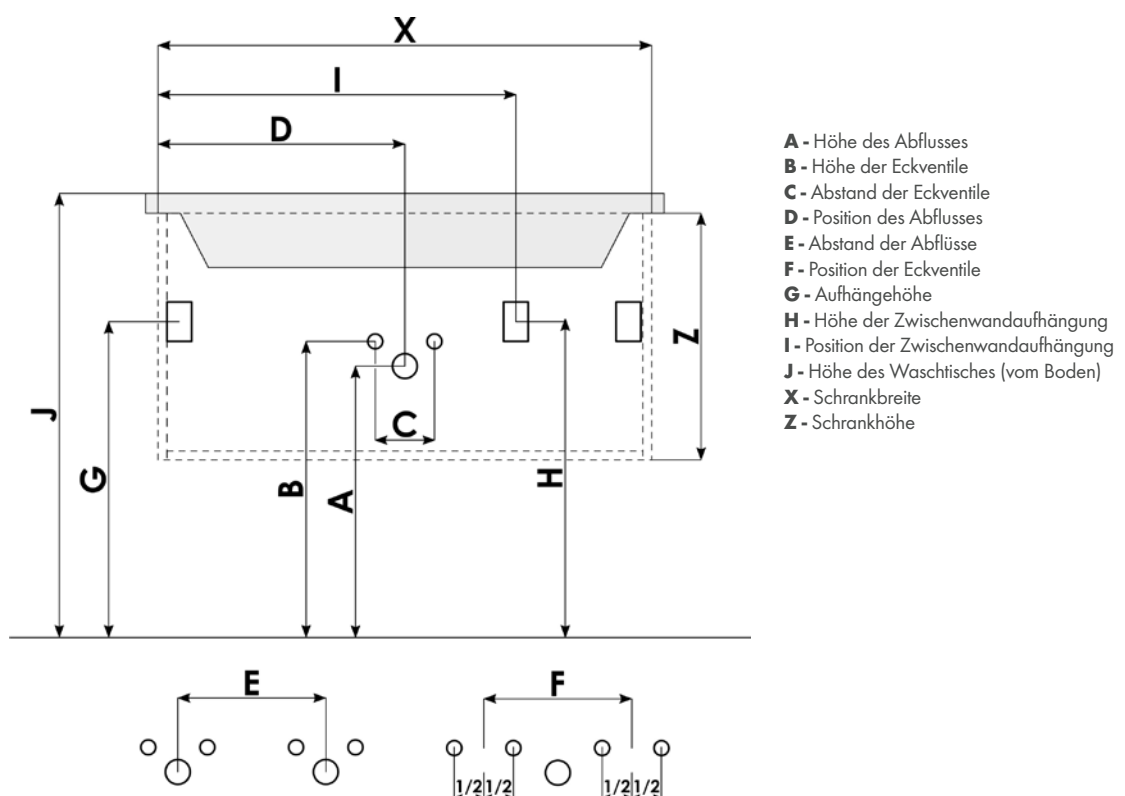 X
I
D
A - Höhe des Abflusses
B - Höhe der Eckventile
C - Abstand der Eckventile
D - Position des Abflusses
E - Abstand der Abflüsse
F - Position der Eckventile
G - Aufhängehöhe
H - Höhe der Zwischenwandaufhängung
I - Position der Zwischenwandaufhängung
J - Höhe des Waschtisches (vom Boden)
X - Schrankbreite
Z - Schrankhöhe
Z
J
C
G
B
A
H
E
F
1/2 1/2
1/2 1/2